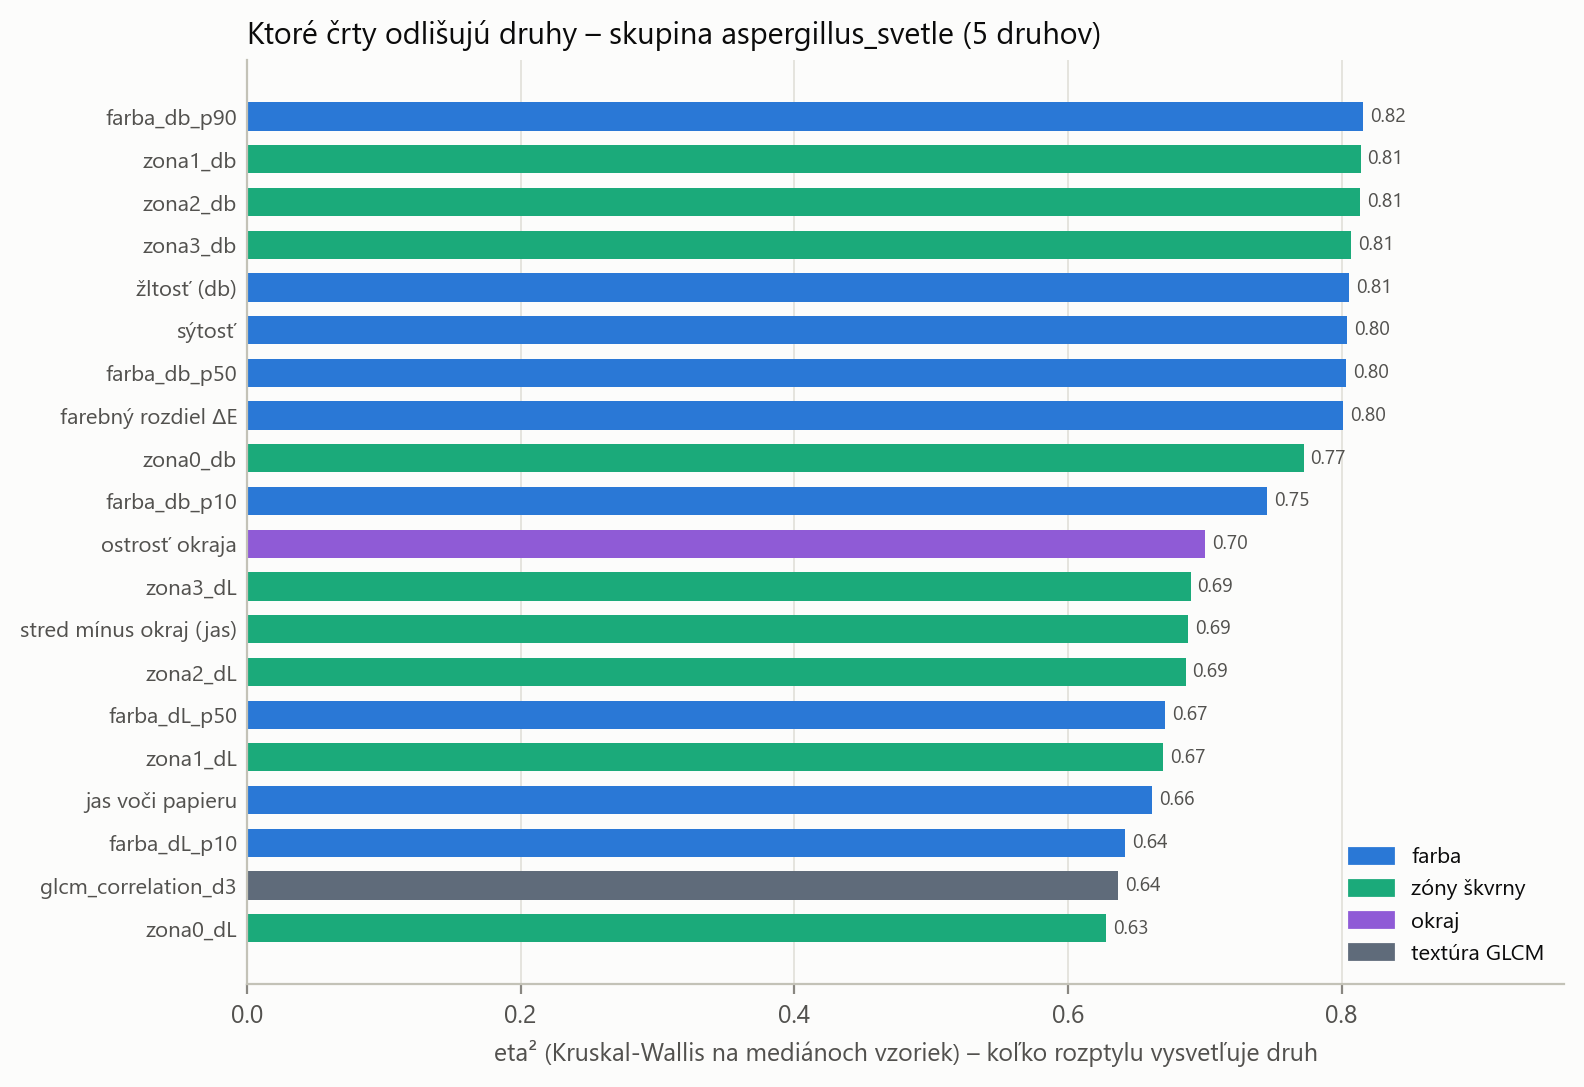 Ktoré črty odlišujú druhy – skupina aspergillus_svetle (5 druhov)
farba_db_p90 0.82
zona1_db 0.81
zona2_db 0.81
zona3_db 0.81
žltosť (db) 0.81
sýtosť 0.80
farba_db_p50 0.80
farebný rozdiel ΔE 0.80
zona0_db 0.77
farba_db_p10 0.75
ostrosť okraja 0.70
zona3_dL 0.69
stred mínus okraj (jas) 0.69
zona2_dL 0.69
farba_dL_p50 0.67
zona1_dL 0.67
jas voči papieru 0.66
farba_dL_p10 0.64
glcm_correlation_d3 0.64
zona0_dL 0.63
farba
zóny škvrny
okraj
textúra GLCM
0.0 0.2 0.4 0.6 0.8
eta² (Kruskal-Wallis na mediánoch vzoriek) – koľko rozptylu vysvetľuje druh